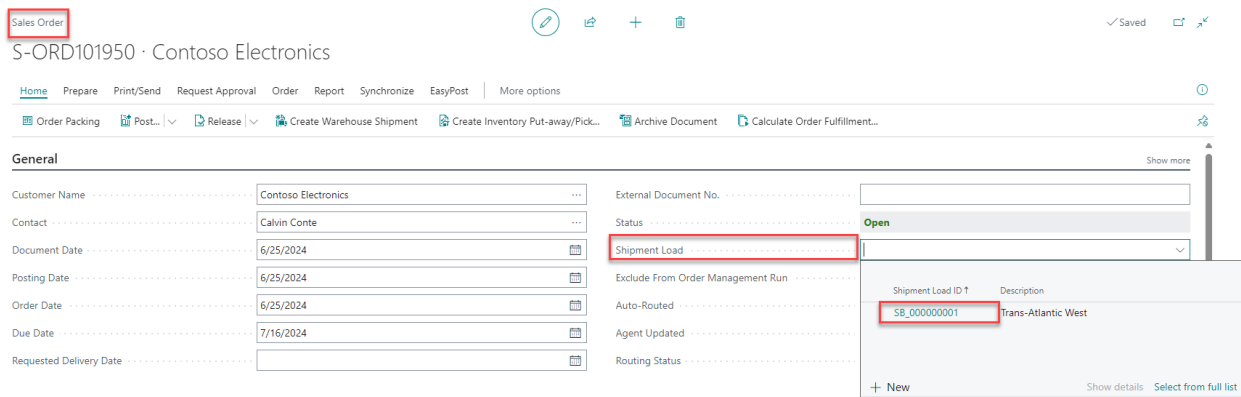 Sales Order
Saved
S-ORD101950 · Contoso Electronics
Home Prepare Print/Send Request Approval Order Report Synchronize EasyPost More options
Order Packing Post... Release Create Warehouse Shipment Create Inventory Put-away/Pick... Archive Document Calculate Order Fulfillment...
General Show more
Customer Name Contoso Electronics ... External Document No.
Contact Calvin Conte ... Status Open
Document Date 6/25/2024 Shipment Load
Posting Date 6/25/2024 Exclude From Order Management Run
Shipment Load ID ↑ Description
Order Date 6/25/2024 Auto-Routed SB_000000001 Trans-Atlantic West
Due Date 7/16/2024 Agent Updated
Requested Delivery Date Routing Status
+ New Show details Select from full list